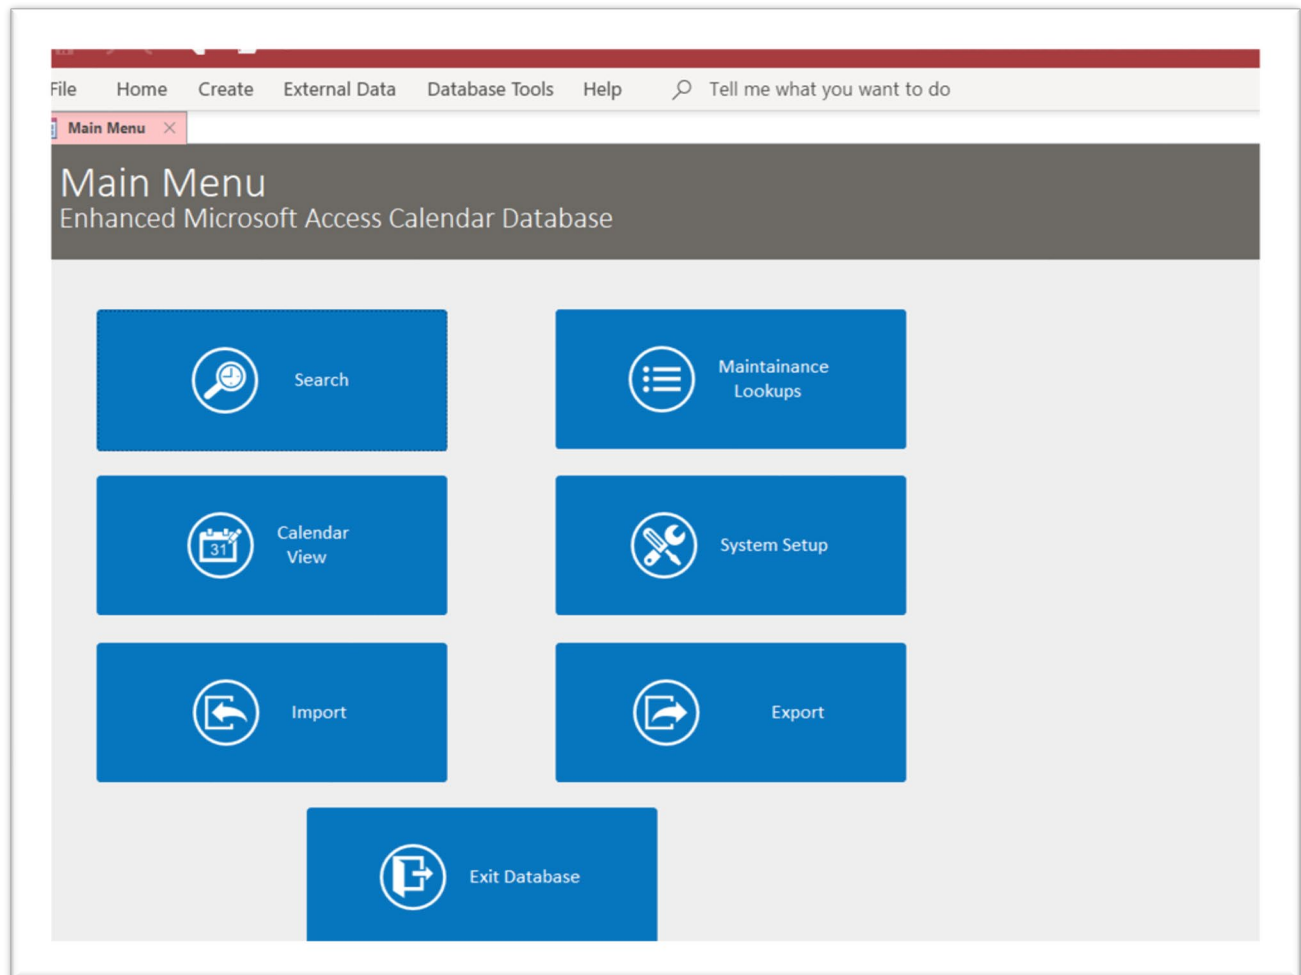 File Home Create External Data Database Tools Help Tell me what you want to do
Main Menu
Main Menu
Enhanced Microsoft Access Calendar Database
Search
Maintainance
Lookups
Calendar
View
31
System Setup
Import
Export
Exit Database